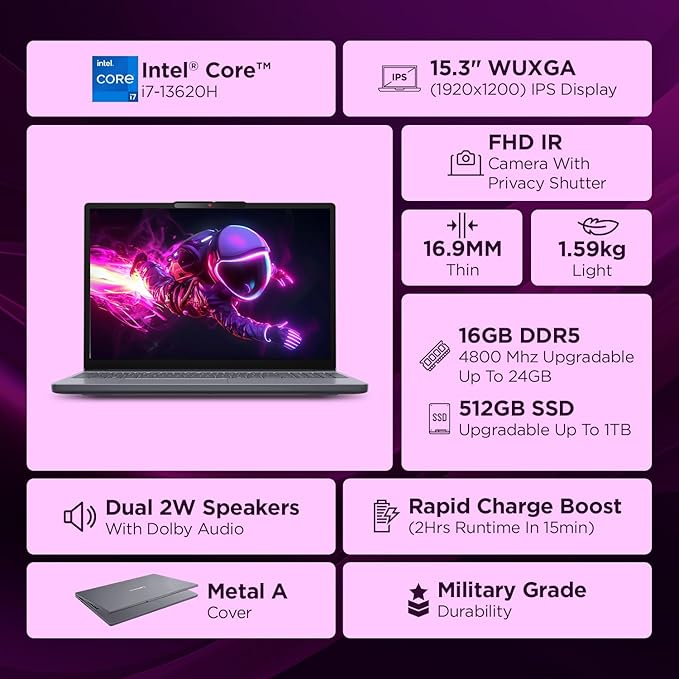 intel.
CORE
i7
Intel® Core™
i7-13620H
IPS
15.3" WUXGA
(1920x1200) IPS Display
FHD IR
Camera With
Privacy Shutter
16.9MM
Thin
1.59kg
Light
16GB DDR5
4800 Mhz Upgradable
Up To 24GB
SSD
512GB SSD
Upgradable Up To 1TB
Dual 2W Speakers
With Dolby Audio
Rapid Charge Boost
(2Hrs Runtime In 15min)
Metal A
Cover
Military Grade
Durability